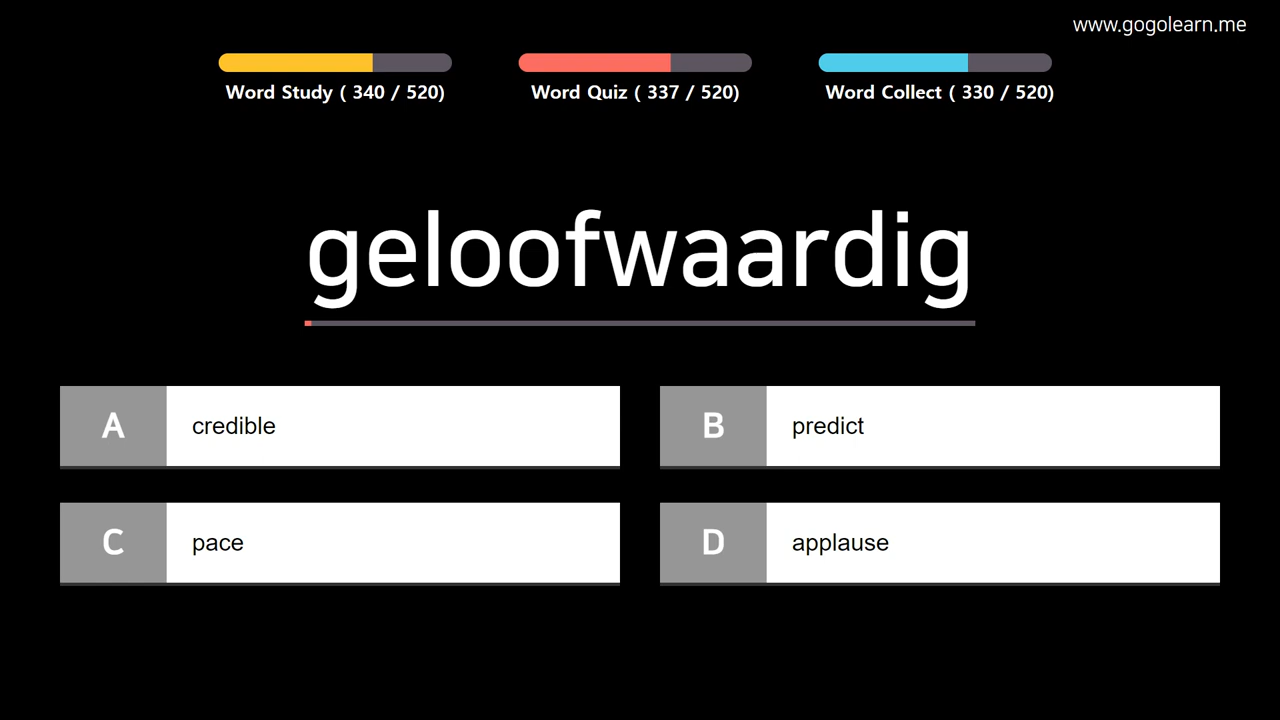 www.gogolearn.me
Word Study ( 340 / 520)
Word Quiz ( 337 / 520)
Word Collect ( 330 / 520)
geloofwaardig
A credible
B predict
C pace
D applause